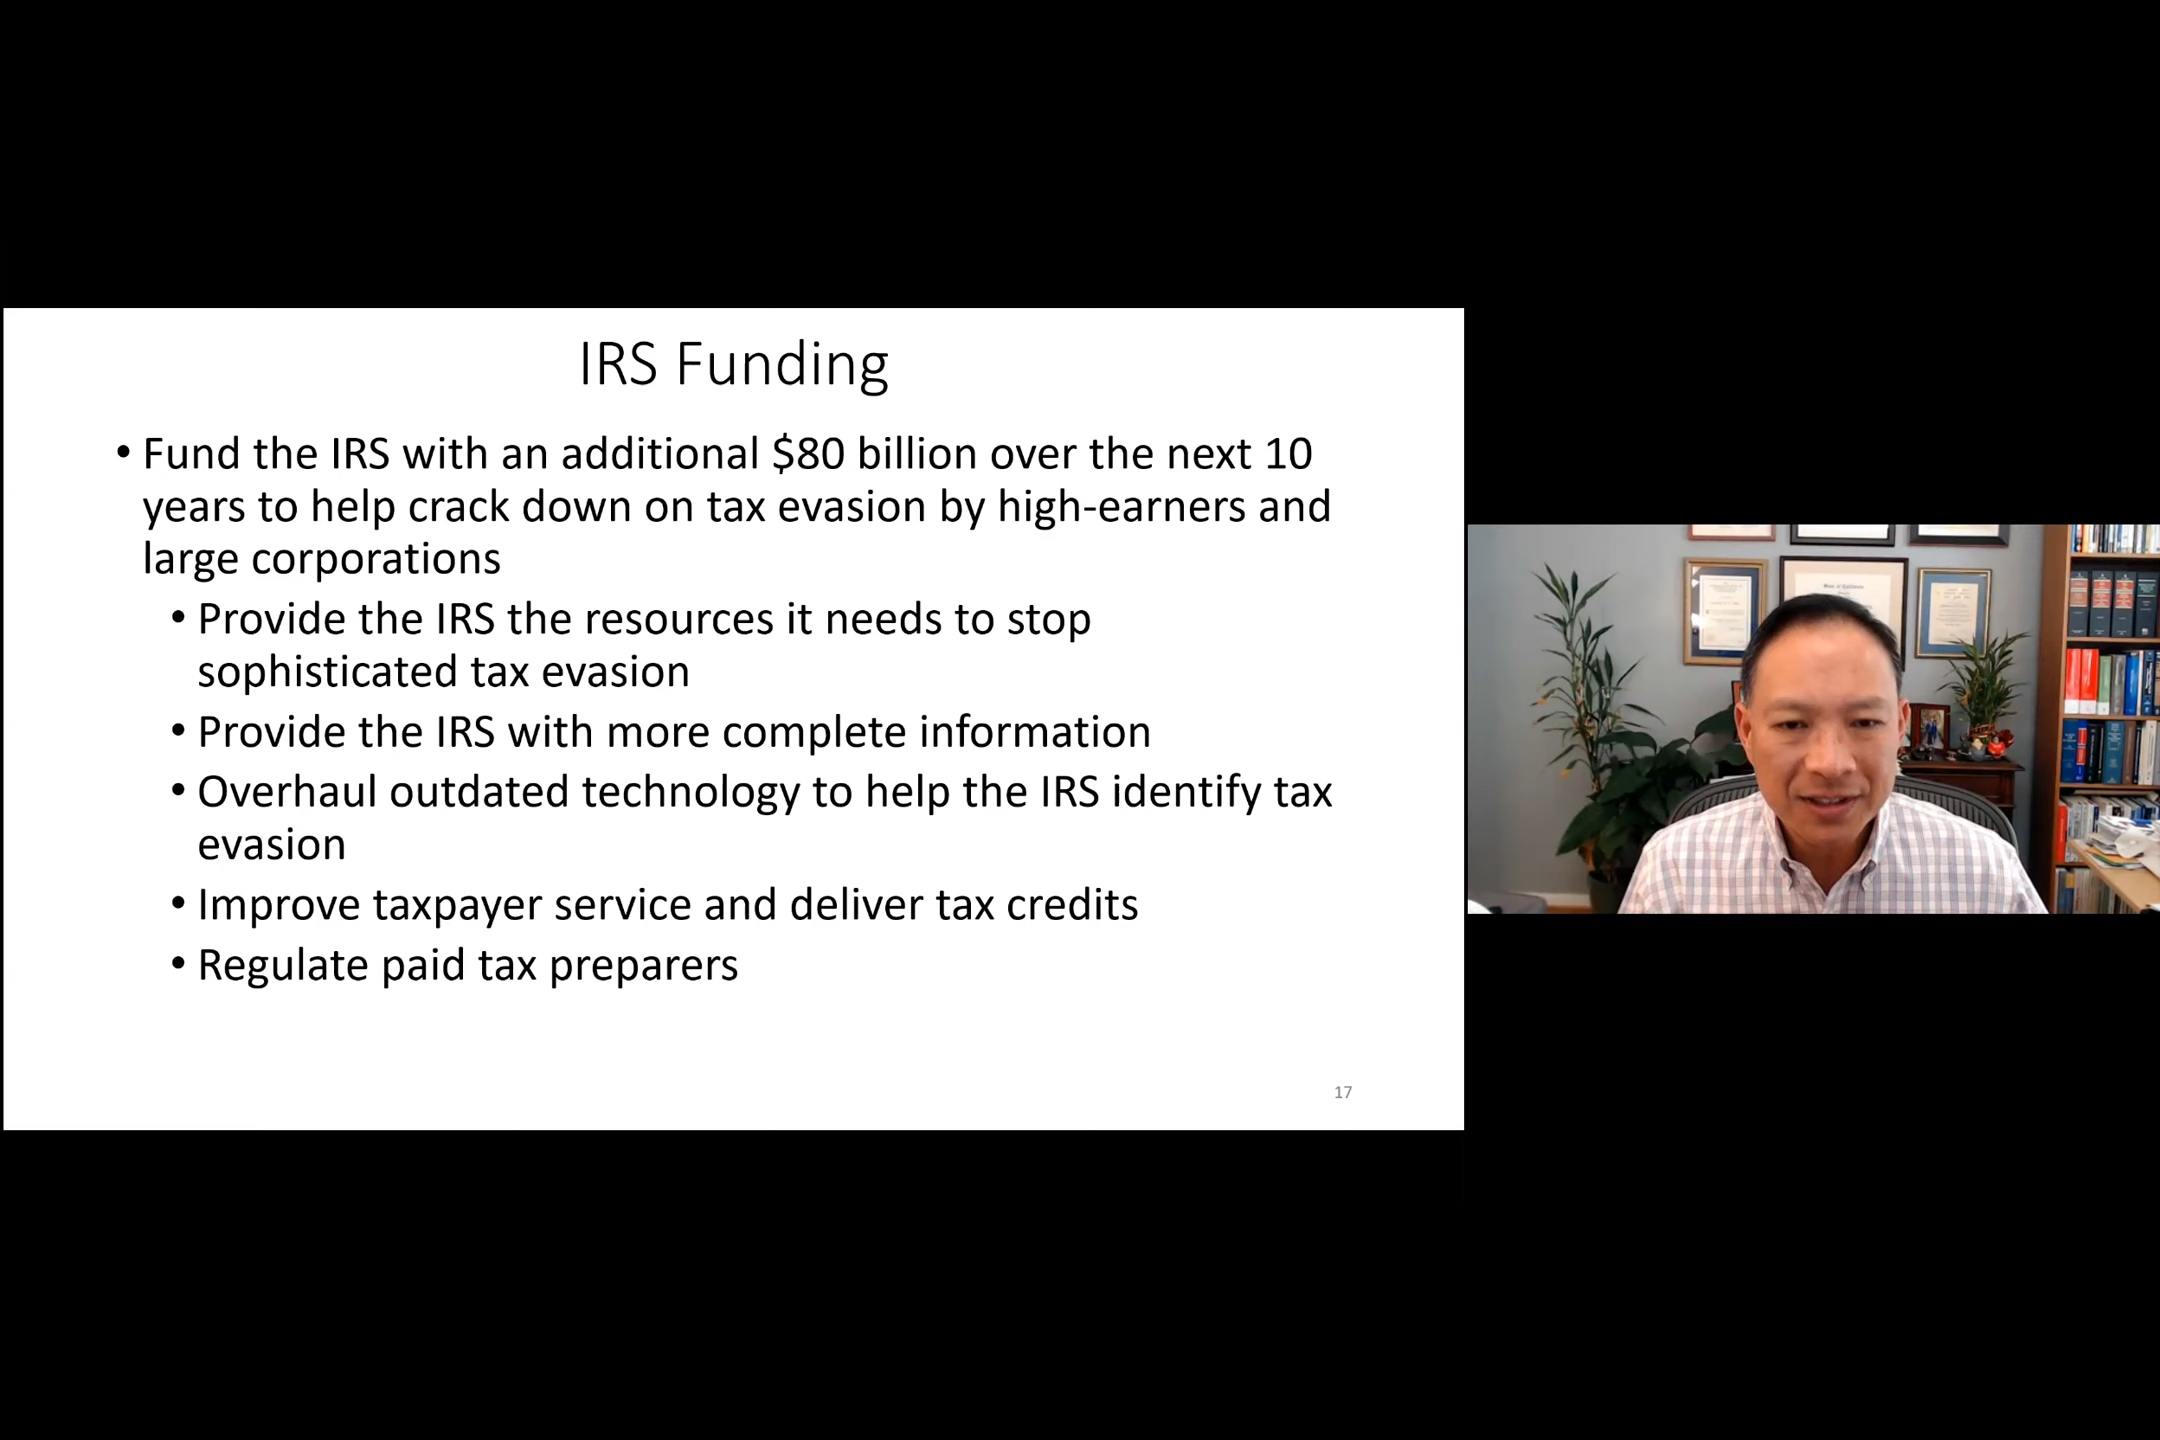 IRS Funding
• Fund the IRS with an additional $80 billion over the next 10
years to help crack down on tax evasion by high-earners and
large corporations
• Provide the IRS the resources it needs to stop
sophisticated tax evasion
• Provide the IRS with more complete information
• Overhaul outdated technology to help the IRS identify tax
evasion
• Improve taxpayer service and deliver tax credits
• Regulate paid tax preparers
17